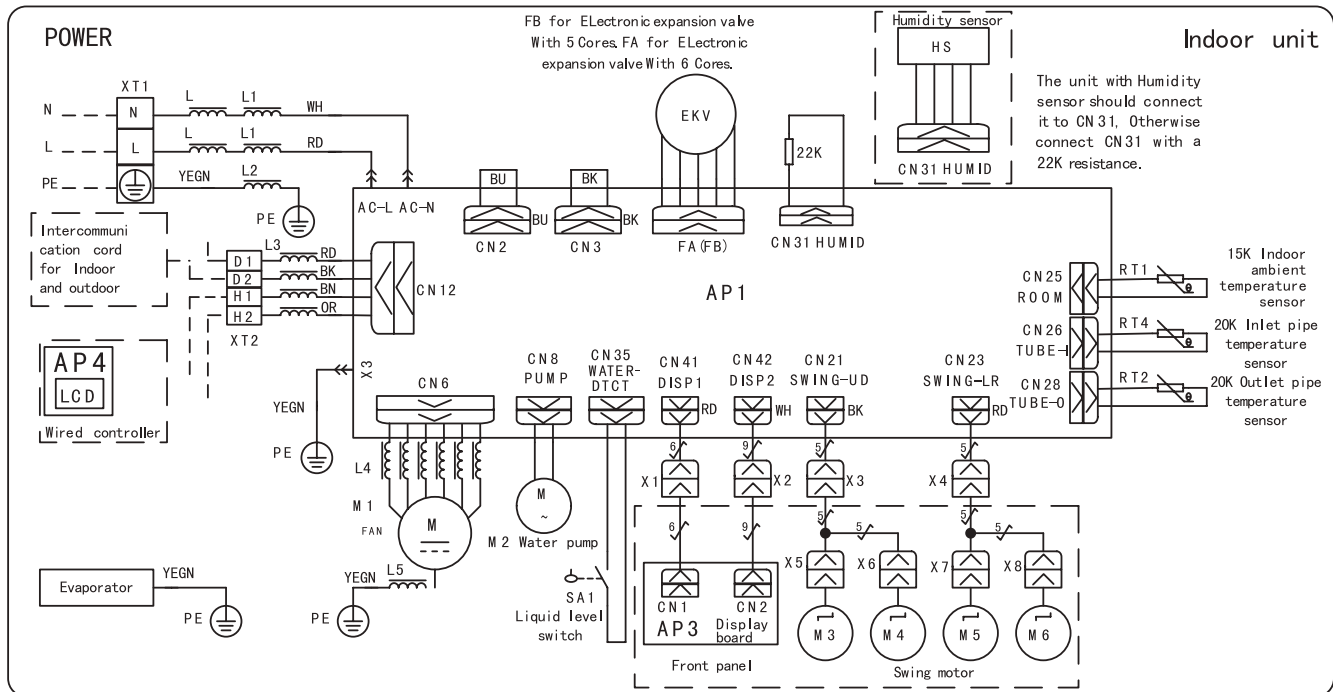 POWER
FB for ELectronic expansion valve
With 5 Cores. FA for ELectronic
expansion valve With 6 Cores.
Humidity sensor
HS
CN31 HUMID
Indoor unit
The unit with Humidity
sensor should connect
it to CN31, Otherwise
connect CN31 with a
22K resistance.
XT1
N
N
L
L1
WH
L
L
L
L1
RD
PE
YEGN
L2
PE
AC-L
AC-N
BU
BU
CN2
BK
BK
CN3
EKV
FA(FB)
22K
CN31 HUMID
Intercommuni
cation cord
for Indoor
and outdoor
D1
D2
H1
H2
XT2
L3
RD
BK
BN
OR
CN12
AP1
CN25
ROOM
RT1
θ
15K Indoor
ambient
temperature
sensor
CN26
TUBE-I
RT4
θ
20K Inlet pipe
temperature
sensor
CN28
TUBE-O
RT2
θ
20K Outlet pipe
temperature
sensor
AP4
LCD
Wired controller
X3
YEGN
PE
CN6
CN8
PUMP
CN35
WATER-
DTCT
CN41
DISP1
RD
CN42
DISP2
WH
CN21
SWING-UD
BK
CN23
SWING-LR
RD
L4
M1
FAN
M
M
~
M2 Water pump
6
X1
9
X2
5
X3
5
X4
6
9
5
5
5
5
X5
X6
X7
X8
L5
YEGN
PE
SA1
Liquid level
switch
CN1
CN2
AP3
Display
board
Front panel
M3
M4
M5
M6
Swing motor
Evaporator
YEGN
PE